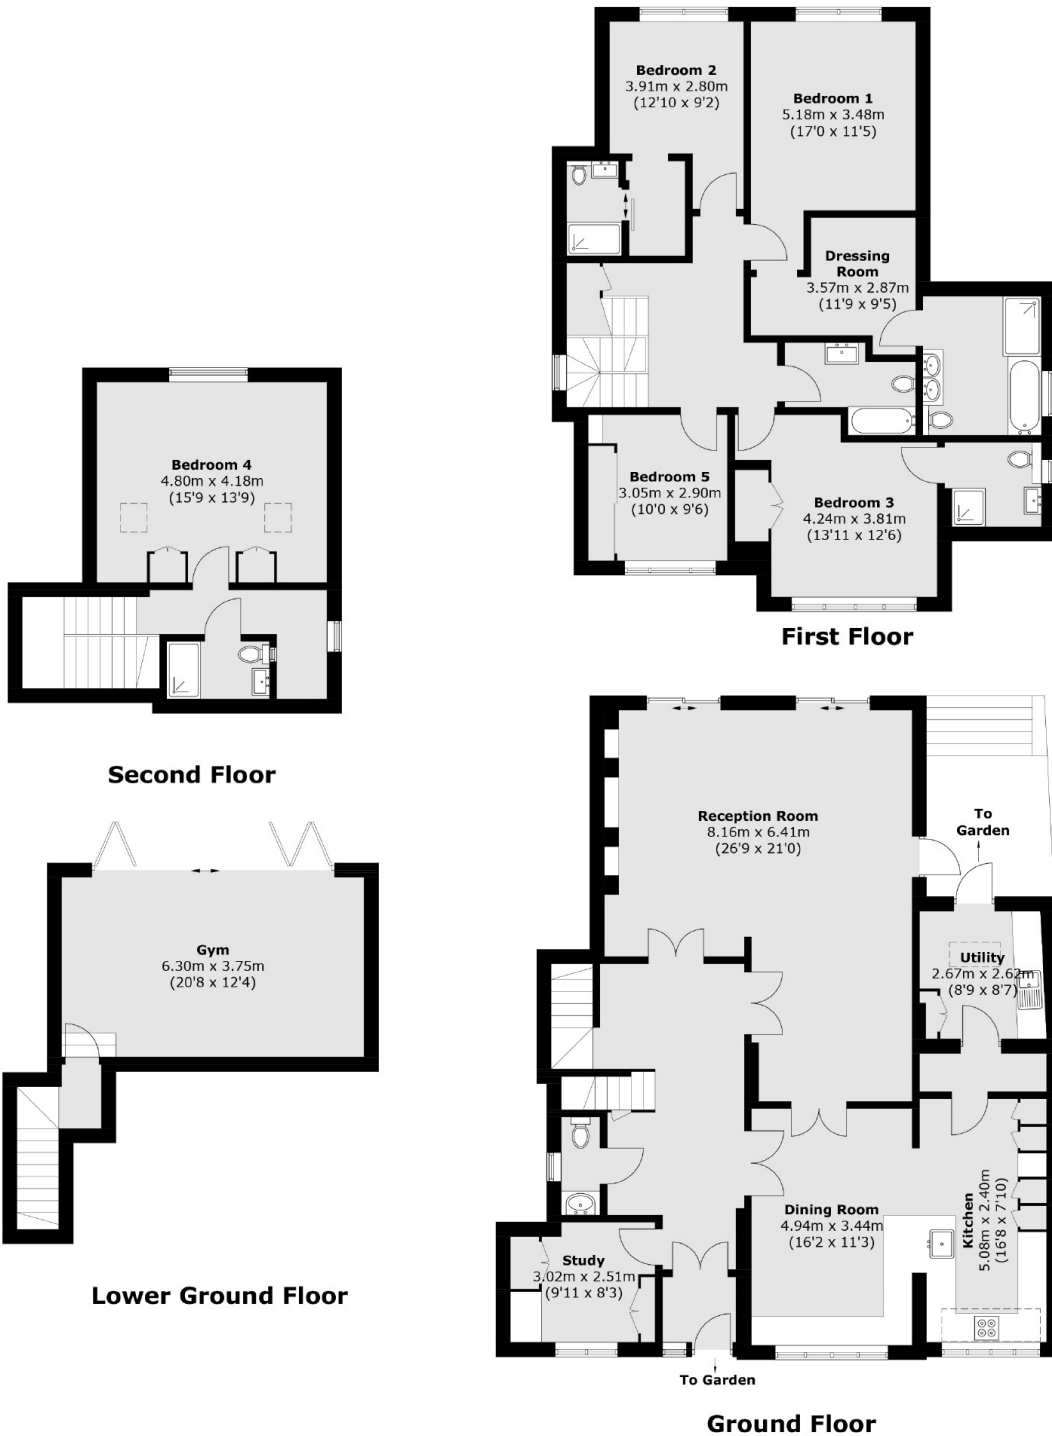 Bedroom 2
3.91m x 2.80m
(12'10 x 9'2)
Bedroom 1
5.18m x 3.48m
(17'0 x 11'5)
Dressing
Room
3.57m x 2.87m
(11'9 x 9'5)
Bedroom 4
4.80m x 4.18m
(15'9 x 13'9)
Bedroom 5
3.05m x 2.90m
(10'0 x 9'6)
Bedroom 3
4.24m x 3.81m
(13'11 x 12'6)
First Floor
Second Floor
Reception Room
8.16m x 6.41m
(26'9 x 21'0)
To
Garden
Gym
6.30m x 3.75m
(20'8 x 12'4)
Utility
2.67m x 2.62m
(8'9 x 8'7)
Dining Room
4.94m x 3.44m
(16'2 x 11'3)
Kitchen
5.08m x 2.40m
(16'8 x 7'10)
Study
3.02m x 2.51m
(9'11 x 8'3)
Lower Ground Floor
To Garden
Ground Floor